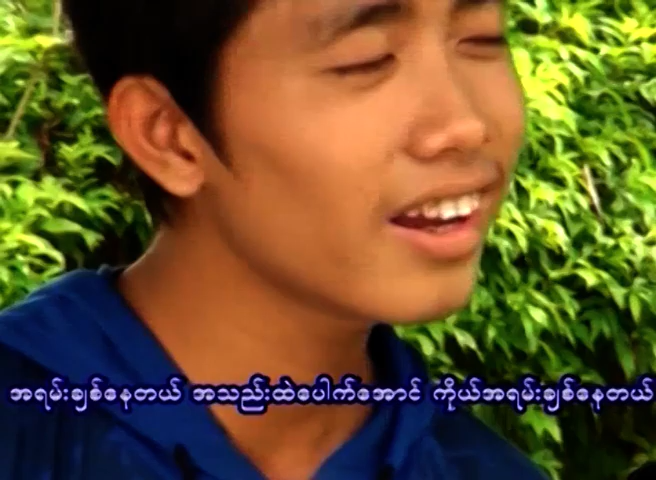 အရမ်းချစ်နေတယ် အသည်းထဲပေါက်အောင် ကိုယ်အရမ်းချစ်နေတယ်